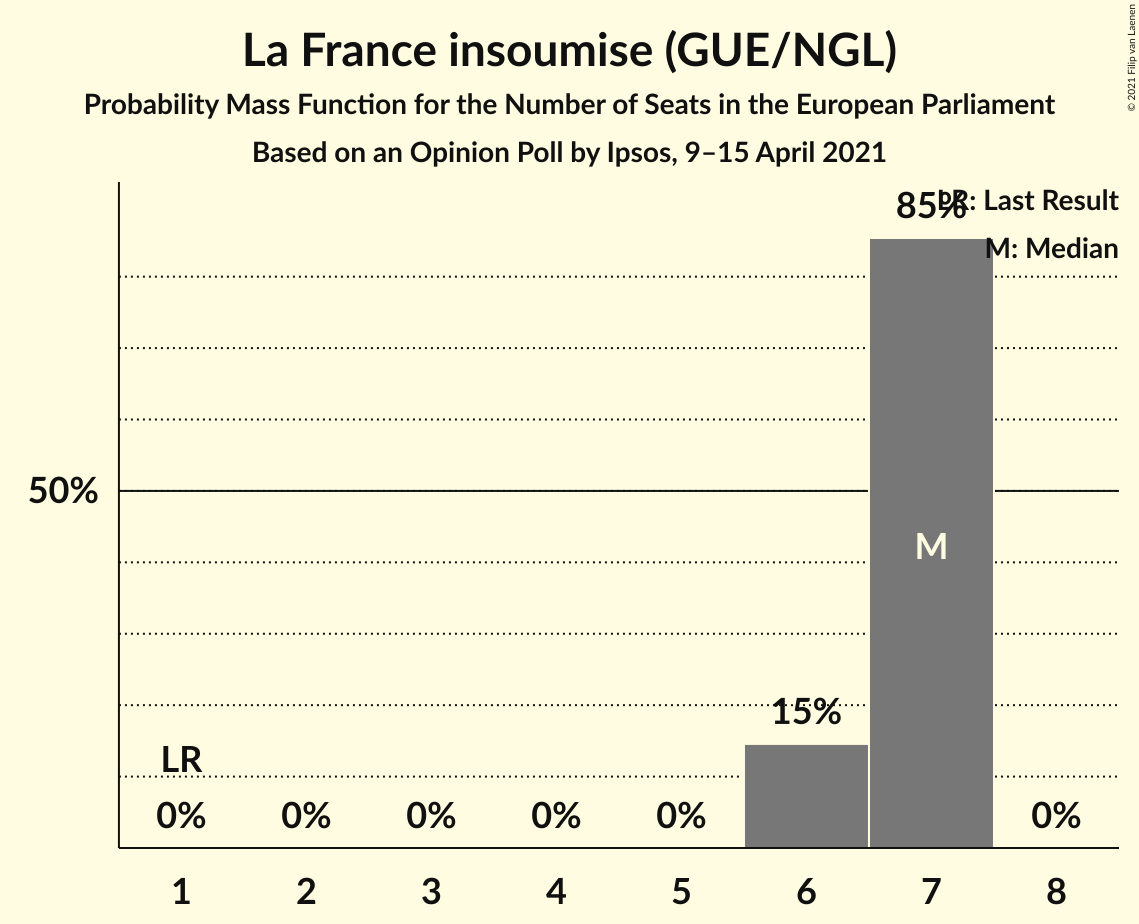 La France insoumise (GUE/NGL)
Probability Mass Function for the Number of Seats in the European Parliament
Based on an Opinion Poll by Ipsos, 9–15 April 2021
© 2021 Filip van Laenen
LR: Last Result
M: Median
85%
50%
M
15%
LR
0% 0% 0% 0% 0% 0%
1 2 3 4 5 6 7 8